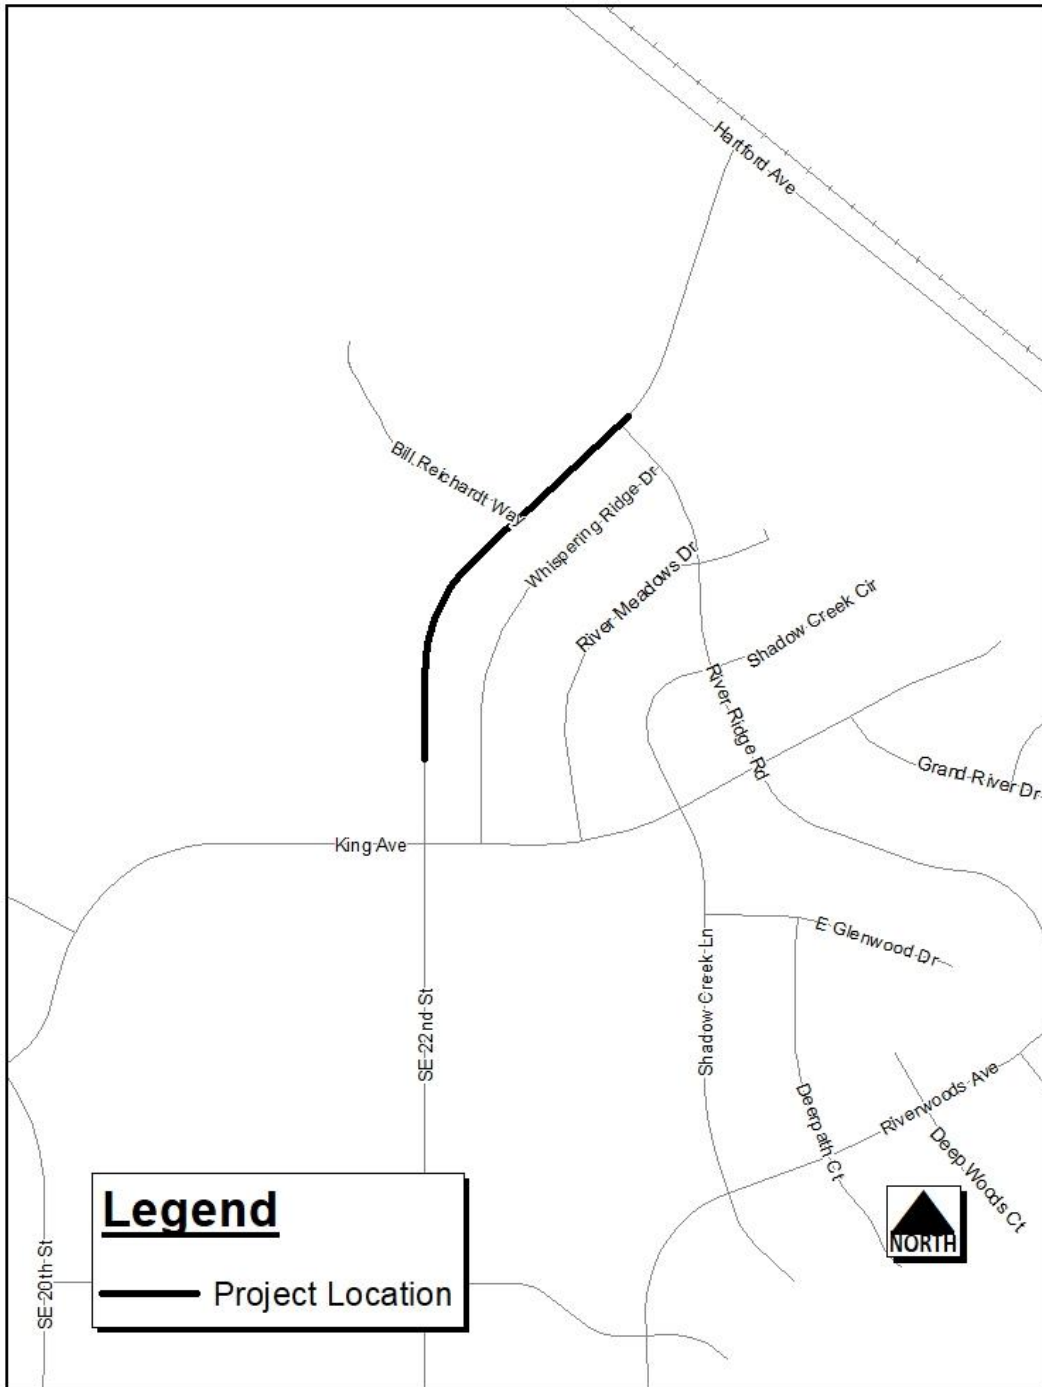 Hartford Ave
Bill Reichardt Way
Whispering Ridge Dr
River Meadows Dr
Shadow Creek Cir
River Ridge Rd
Grand River Dr
King Ave
E Glenwood Dr
SE 22nd St
Shadow Creek Ln
Riverwoods Ave
Deerpath Ct
Deep Woods Ct
SE 20th St
Legend
Project Location
NORTH